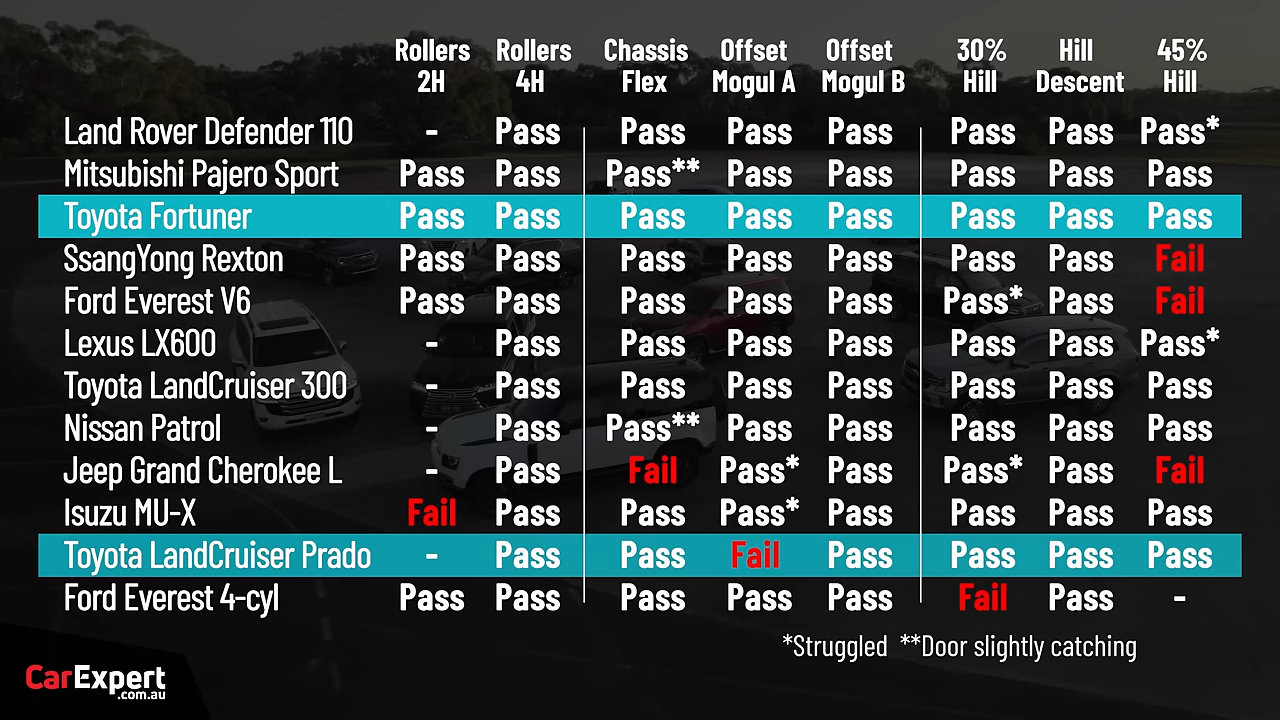 Rollers 2H Rollers 4H Chassis Flex Offset Mogul A Offset Mogul B 30% Hill Hill Descent 45% Hill
Land Rover Defender 110 - Pass Pass Pass Pass Pass Pass Pass*
Mitsubishi Pajero Sport Pass Pass Pass** Pass Pass Pass Pass Pass
Toyota Fortuner Pass Pass Pass Pass Pass Pass Pass Pass
SsangYong Rexton Pass Pass Pass Pass Pass Pass Pass Fail
Ford Everest V6 Pass Pass Pass Pass Pass Pass* Pass Fail
Lexus LX600 - Pass Pass Pass Pass Pass Pass Pass*
Toyota LandCruiser 300 - Pass Pass Pass Pass Pass Pass Pass
Nissan Patrol - Pass Pass** Pass Pass Pass Pass Pass
Jeep Grand Cherokee L - Pass Fail Pass* Pass Pass* Pass Fail
Isuzu MU-X Fail Pass Pass Pass* Pass Pass Pass Pass
Toyota LandCruiser Prado - Pass Pass Fail Pass Pass Pass Pass
Ford Everest 4-cyl Pass Pass Pass Pass Pass Fail Pass -
*Struggled **Door slightly catching
CarExpert
.com.au